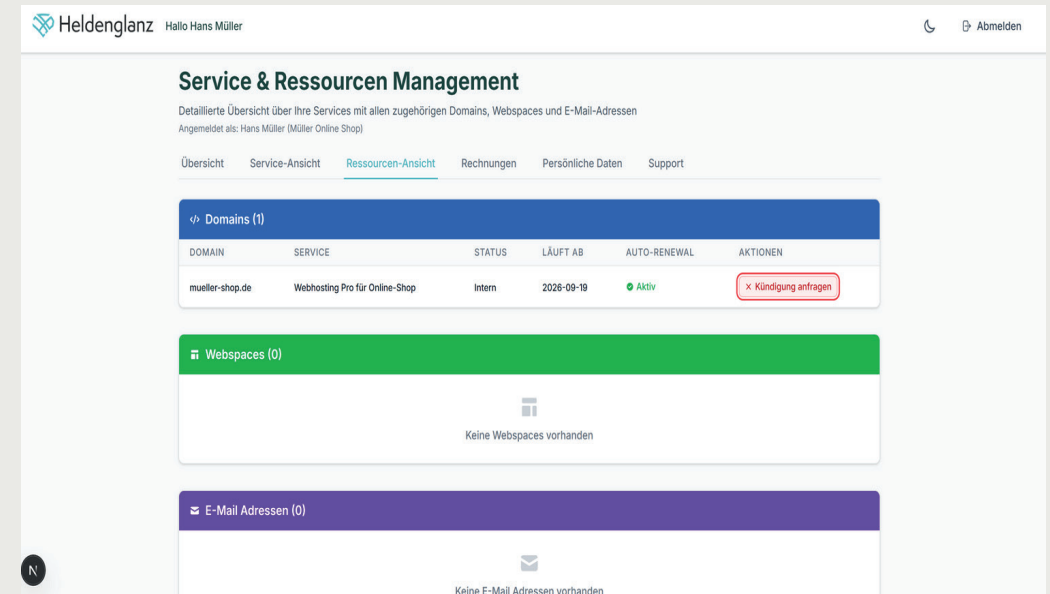 Heldenglanz Hallo Hans Müller Abmelden
Service & Ressourcen Management
Detaillierte Übersicht über Ihre Services mit allen zugehörigen Domains, Webspaces und E-Mail-Adressen
Angemeldet als: Hans Müller (Müller Online Shop)
Übersicht Service-Ansicht Ressourcen-Ansicht Rechnungen Persönliche Daten Support
</> Domains (1)
DOMAIN SERVICE STATUS LÄUFT AB AUTO-RENEWAL AKTIONEN
mueller-shop.de Webhosting Pro für Online-Shop Intern 2026-09-19 Aktiv × Kündigung anfragen
Webspaces (0)
Keine Webspaces vorhanden
E-Mail Adressen (0)
N
Keine E-Mail Adressen vorhanden